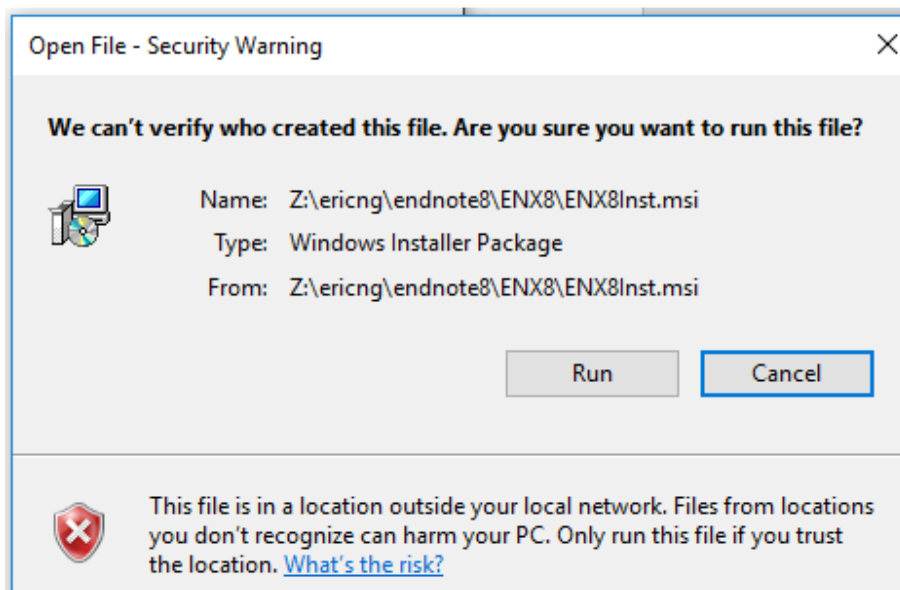 Open File - Security Warning
We can't verify who created this file. Are you sure you want to run this file?
Name: Z:\ericng\endnote8\ENX8\ENX8Inst.msi
Type: Windows Installer Package
From: Z:\ericng\endnote8\ENX8\ENX8Inst.msi
Run Cancel
This file is in a location outside your local network. Files from locations
you don't recognize can harm your PC. Only run this file if you trust
the location. What's the risk?